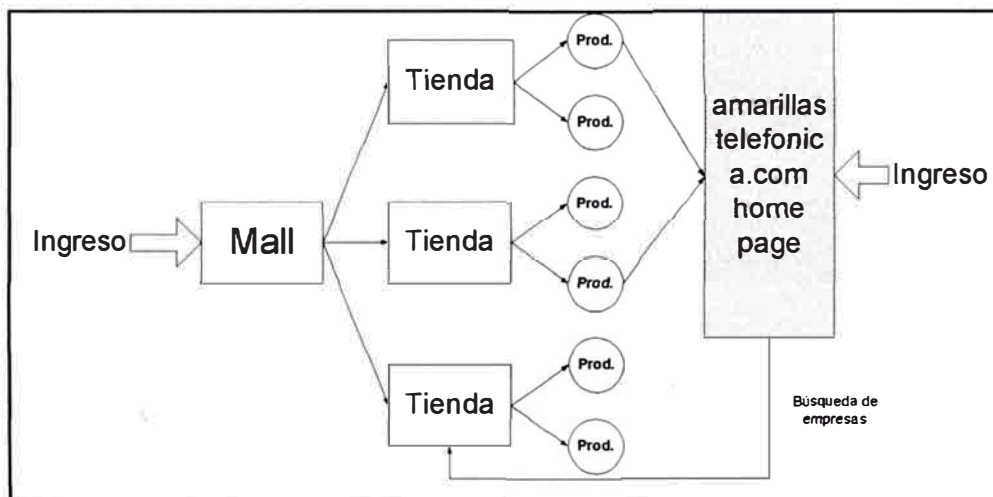 Ingreso
Mall
Tienda
Prod.
Prod.
Tienda
Prod.
Prod.
Tienda
Prod.
Prod.
amarillas
telefonic
a.com
home
page
Ingreso
Búsqueda de
empresas